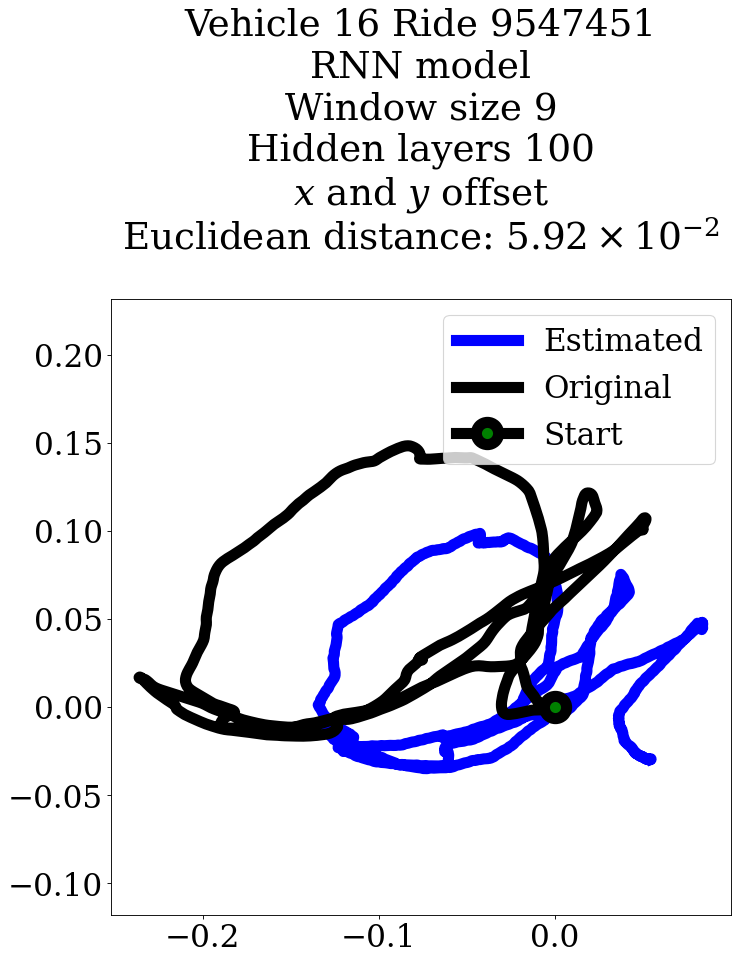 Vehicle 16 Ride 9547451
RNN model
Window size 9
Hidden layers 100
x and y offset
Euclidean distance: 5.92 × 10⁻²
Estimated
Original
Start
0.20
0.15
0.10
0.05
0.00
−0.05
−0.10
−0.2 −0.1 0.0